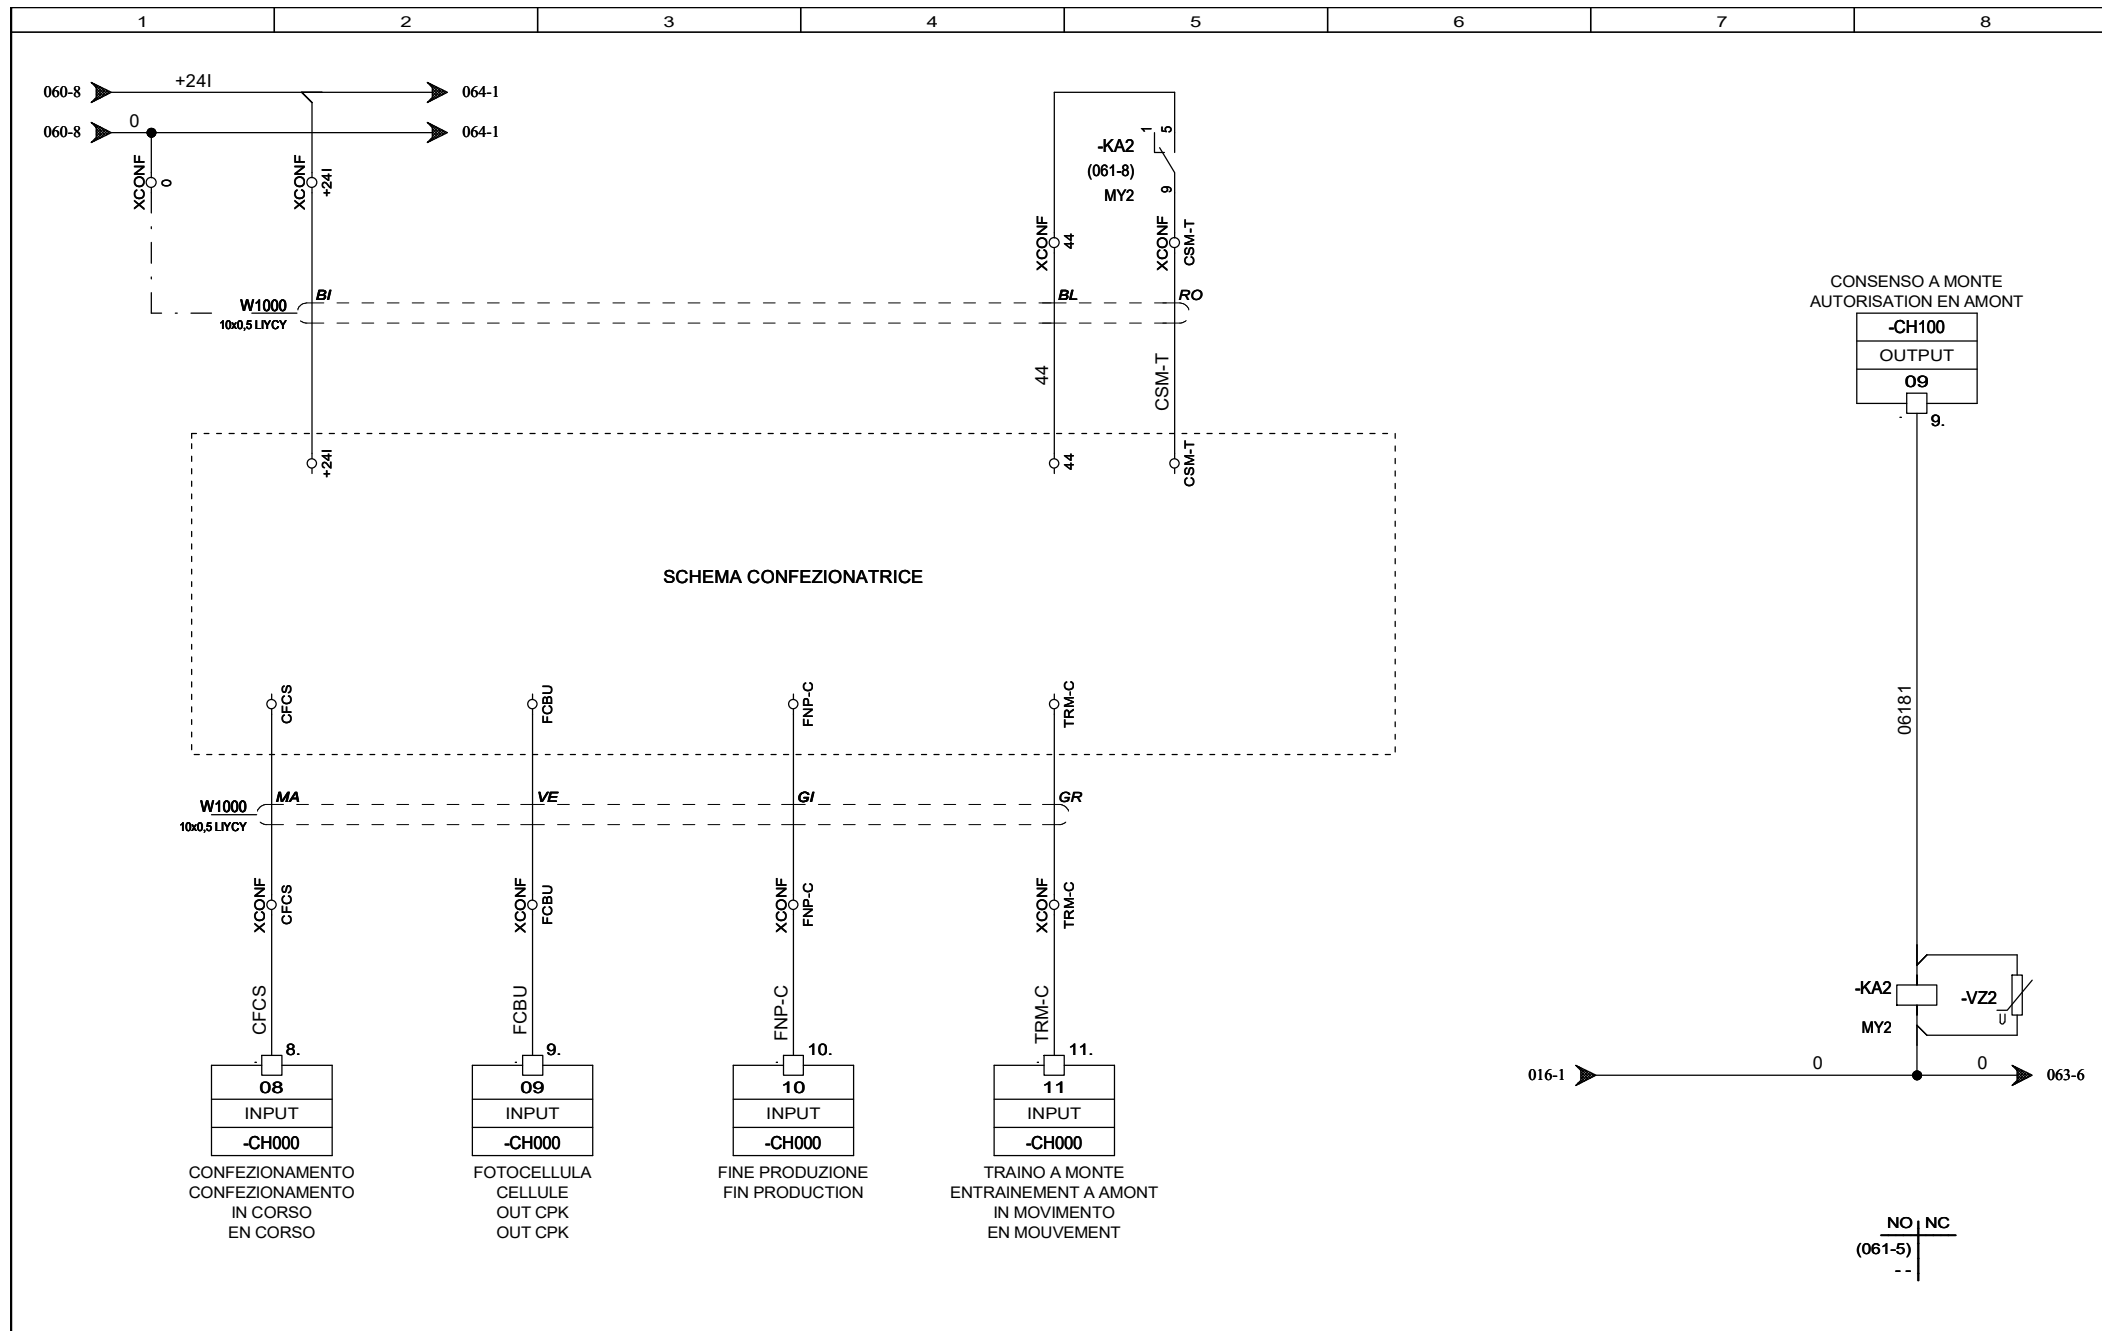 1 2 3 4 5 6 7 8
060-8 +24I 064-1
060-8 0 064-1
XCONF 0
XCONF +24I
-KA2
(061-8)
MY2
1 5
9
XCONF 44
XCONF CSM-T
W1000
10x0,5 LIYCY
BI BL RO
44
CSM-T
+24I
44
CSM-T
CONSENSO A MONTE
AUTORISATION EN AMONT
-CH100
OUTPUT
09
9.
SCHEMA CONFEZIONATRICE
CFCS
FCBU
FNP-C
TRM-C
06181
W1000
10x0,5 LIYCY
MA VE GI GR
XCONF CFCS
XCONF FCBU
XCONF FNP-C
XCONF TRM-C
CFCS
FCBU
FNP-C
TRM-C
-KA2
MY2
-VZ2
U
016-1 0 0 063-6
8.
08
INPUT
-CH000
CONFEZIONAMENTO
CONFEZIONAMENTO
IN CORSO
EN CORSO
9.
09
INPUT
-CH000
FOTOCELLULA
CELLULE
OUT CPK
OUT CPK
10.
10
INPUT
-CH000
FINE PRODUZIONE
FIN PRODUCTION
11.
11
INPUT
-CH000
TRAINO A MONTE
ENTRAINEMENT A AMONT
IN MOVIMENTO
EN MOUVEMENT
NO NC
(061-5)
- -